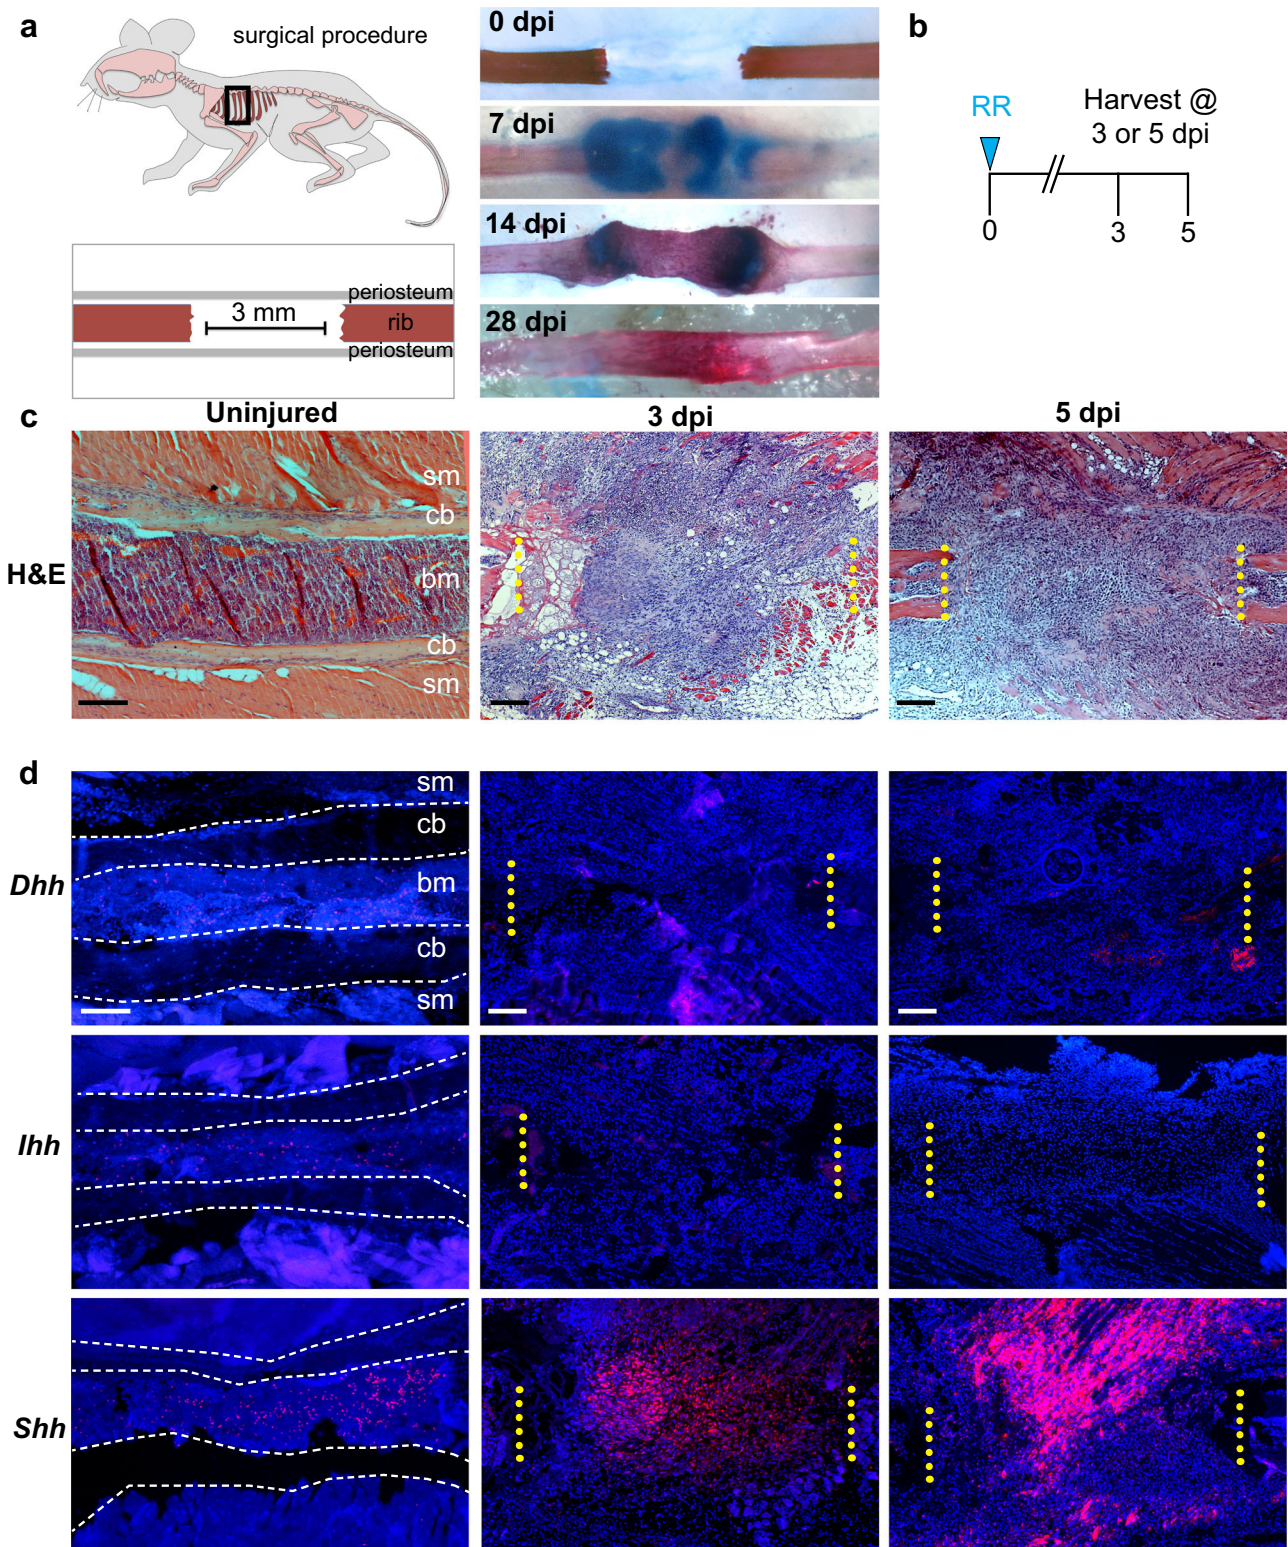 a
surgical procedure
periosteum
3 mm
rib
periosteum
0 dpi
7 dpi
14 dpi
28 dpi
b
RR
Harvest @
3 or 5 dpi
0
3
5
c
Uninjured
3 dpi
5 dpi
H&E
sm
cb
bm
cb
sm
d
Dhh
sm
cb
bm
cb
sm
Ihh
Shh